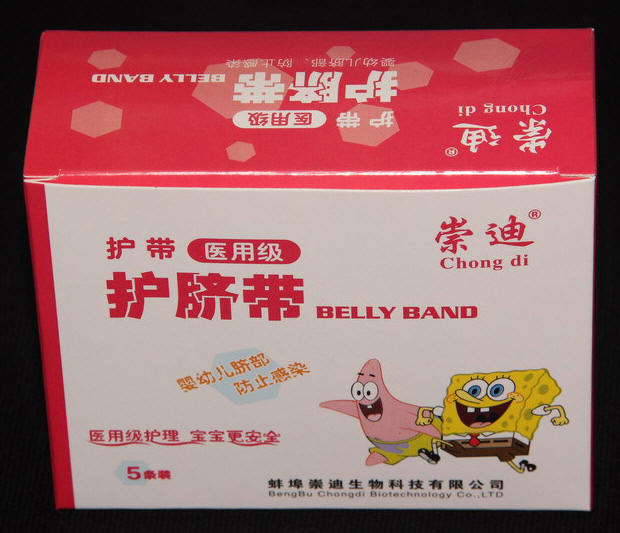 婴幼儿脐部、防止感染
护脐带 BELLY BAND
护带 医用级
崇迪®
Chong di
护带 医用级
护脐带 BELLY BAND
崇迪®
Chong di
婴幼儿脐部
防止感染
医用级护理 宝宝更安全
5条装
蚌埠崇迪生物科技有限公司
BengBu Chongdi Biotechnology Co.,LTD